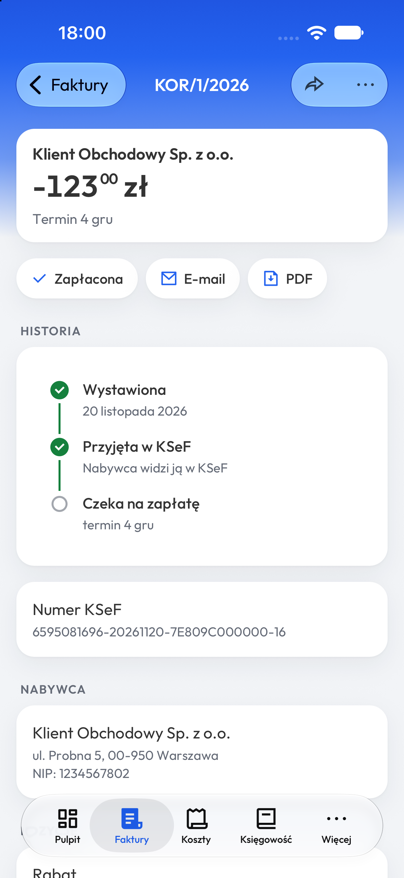 18:00
Faktury
KOR/1/2026
Klient Obchodowy Sp. z o.o.
-123⁰⁰ zł
Termin 4 gru
Zapłacona
E-mail
PDF
HISTORIA
Wystawiona
20 listopada 2026
Przyjęta w KSeF
Nabywca widzi ją w KSeF
Czeka na zapłatę
termin 4 gru
Numer KSeF
6595081696-20261120-7E809C000000-16
NABYWCA
Klient Obchodowy Sp. z o.o.
ul. Probna 5, 00-950 Warszawa
NIP: 1234567802
Pulpit
Faktury
Koszty
Księgowość
Więcej
Rabat